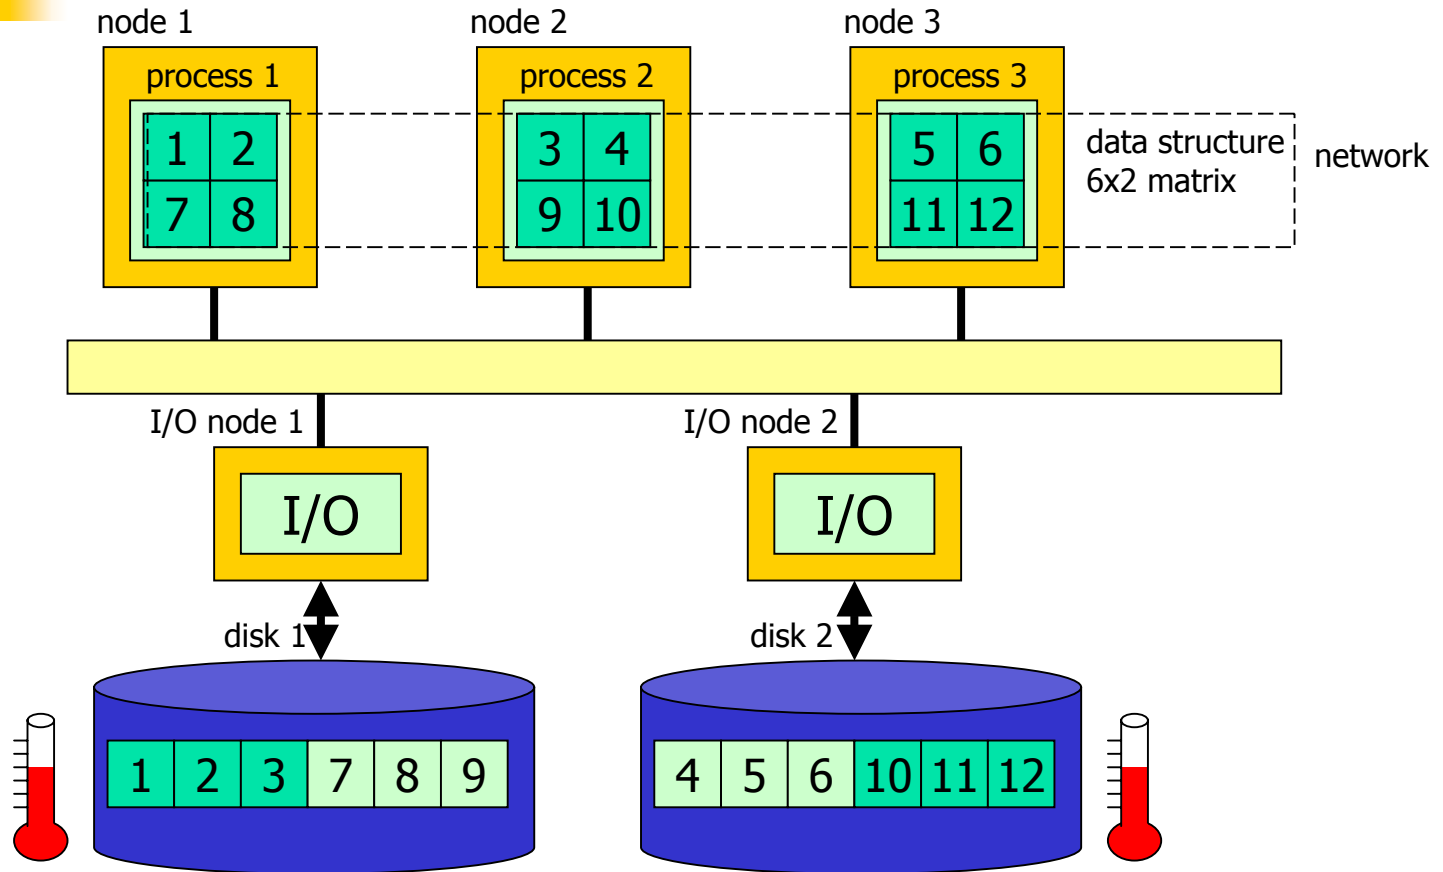 node 1
node 2
node 3
process 1
process 2
process 3
1 2
3 4
5 6
7 8
9 10
11 12
data structure
6x2 matrix
network
I/O node 1
I/O node 2
I/O
I/O
disk 1
disk 2
1 2 3 7 8 9
4 5 6 10 11 12